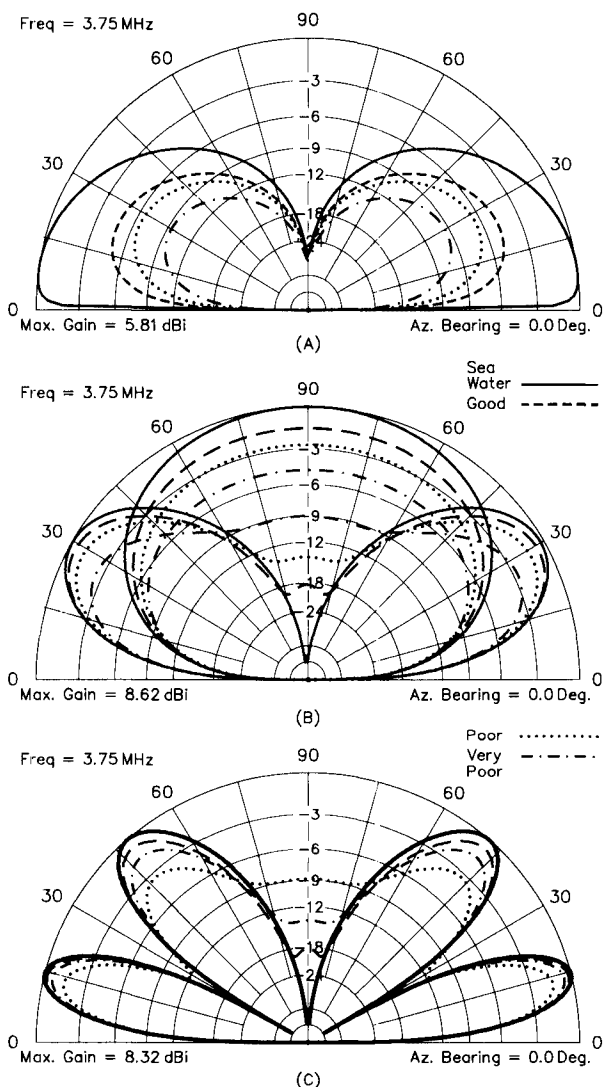 Freq = 3.75 MHz
90
60 60
-3
-6
-9
30 30
-12
-18
-24
0 0
Max. Gain = 5.81 dBi Az. Bearing = 0.0 Deg.
(A)
Sea
Water
Good
Freq = 3.75 MHz
90
60 60
-3
-6
30 30
-9
-12
-18
-24
0 0
Max. Gain = 8.62 dBi Az. Bearing = 0.0 Deg.
(B)
Poor
Very
Poor
Freq = 3.75 MHz
90
60 60
-3
-6
-9
30 30
-12
-18
-24
0 0
Max. Gain = 8.32 dBi Az. Bearing = 0.0 Deg.
(C)